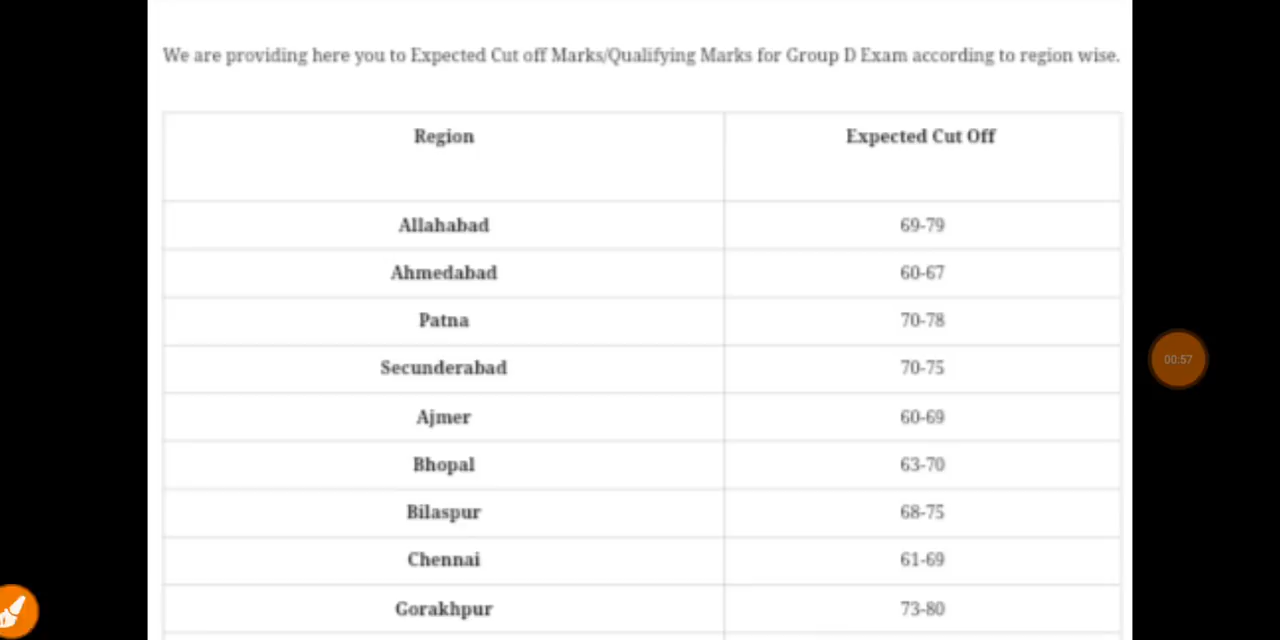 We are providing here you to Expected Cut off Marks/Qualifying Marks for Group D Exam according to region wise.
Region Expected Cut Off
Allahabad 69-79
Ahmedabad 60-67
Patna 70-78
Secunderabad 70-75
Ajmer 60-69
Bhopal 63-70
Bilaspur 68-75
Chennai 61-69
Gorakhpur 73-80
00:57